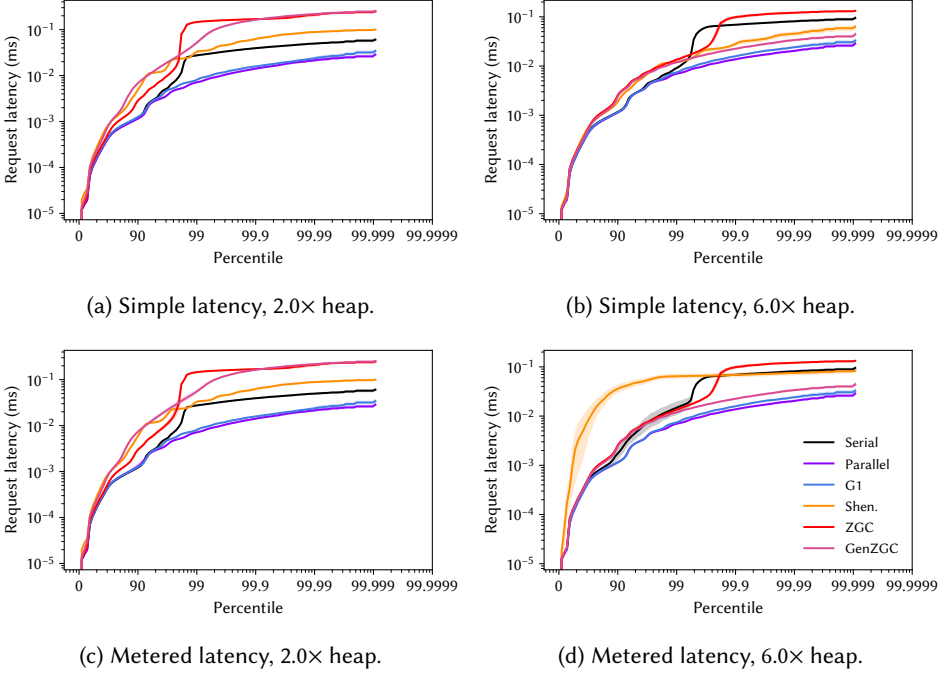 Request latency (ms)
10⁻¹
10⁻²
10⁻³
10⁻⁴
10⁻⁵
0 90 99 99.9 99.99 99.999 99.9999
Percentile
(a) Simple latency, 2.0× heap.
Request latency (ms)
10⁻¹
10⁻²
10⁻³
10⁻⁴
10⁻⁵
0 90 99 99.9 99.99 99.999 99.9999
Percentile
(b) Simple latency, 6.0× heap.
Request latency (ms)
10⁻¹
10⁻²
10⁻³
10⁻⁴
10⁻⁵
0 90 99 99.9 99.99 99.999 99.9999
Percentile
(c) Metered latency, 2.0× heap.
Request latency (ms)
10⁻¹
10⁻²
10⁻³
10⁻⁴
10⁻⁵
Serial
Parallel
G1
Shen.
ZGC
GenZGC
0 90 99 99.9 99.99 99.999 99.9999
Percentile
(d) Metered latency, 6.0× heap.